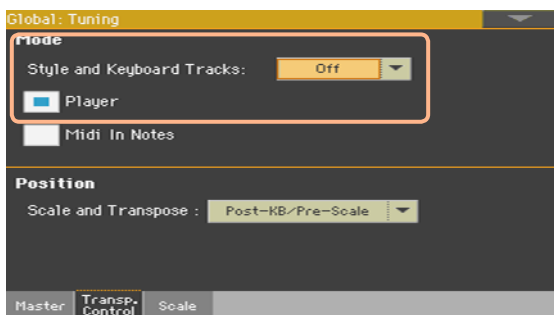 Global: Tuning
Mode
Style and Keyboard Tracks: Off
Player
Midi In Notes
Position
Scale and Transpose : Post-KB/Pre-Scale
Master Transp. Control Scale